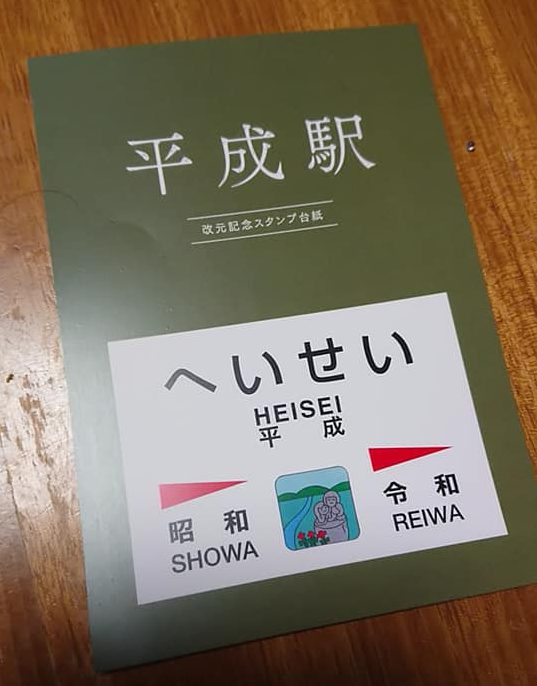 平成駅
改元記念スタンプ台紙
へいせい
HEISEI
平 成
昭 和
SHOWA
令 和
REIWA